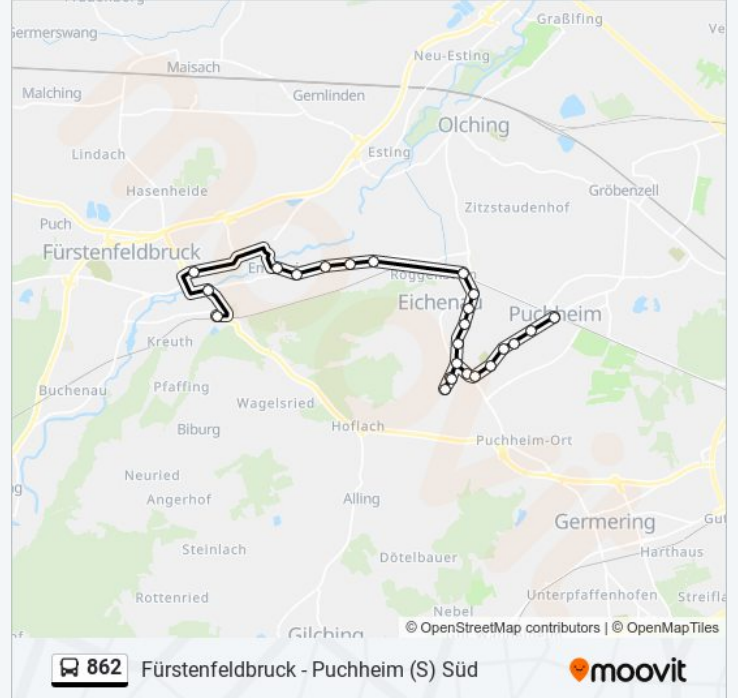 Graßlfing
Germerswang
Neu-Esting
Maisach
Malching
Gemlinden
Olching
Esting
Lindach
Hasenheide
Gröbenzell
Zitzstaudenhof
Puch
Fürstenfeldbruck
Eichenau
Puchheim
Kreuth
Pfaffing
Buchenau
Wagelsried
Hoflach
Biburg
Puchheim-Ort
Neuried
Angerhof
Alling
Germering
Steinlach
Dötelbauer
Harthaus
Rottenried
Unterpfaffenhofen
Nebel
Gilching
© OpenStreetMap contributors | © OpenMapTiles
862 Fürstenfeldbruck - Puchheim (S) Süd
moovit